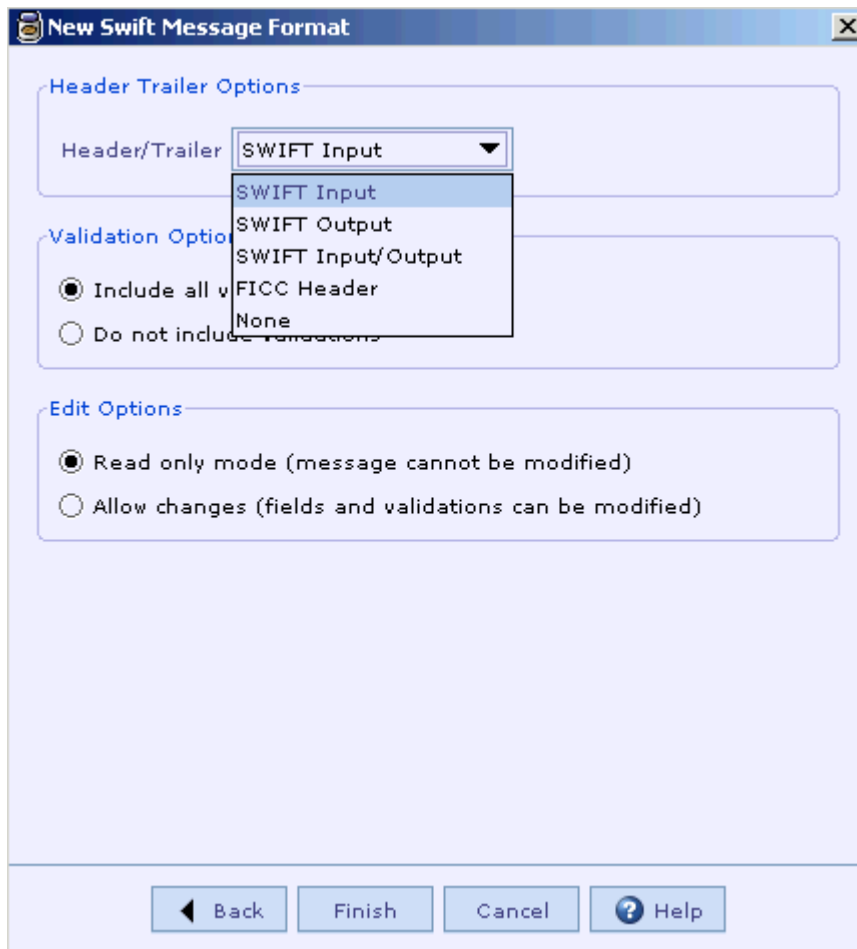 New Swift Message Format
Header Trailer Options
Header/Trailer SWIFT Input
SWIFT Input
SWIFT Output
SWIFT Input/Output
FICC Header
None
Validation
Include all
Do not include validations
Edit Options
Read only mode (message cannot be modified)
Allow changes (fields and validations can be modified)
Back Finish Cancel Help